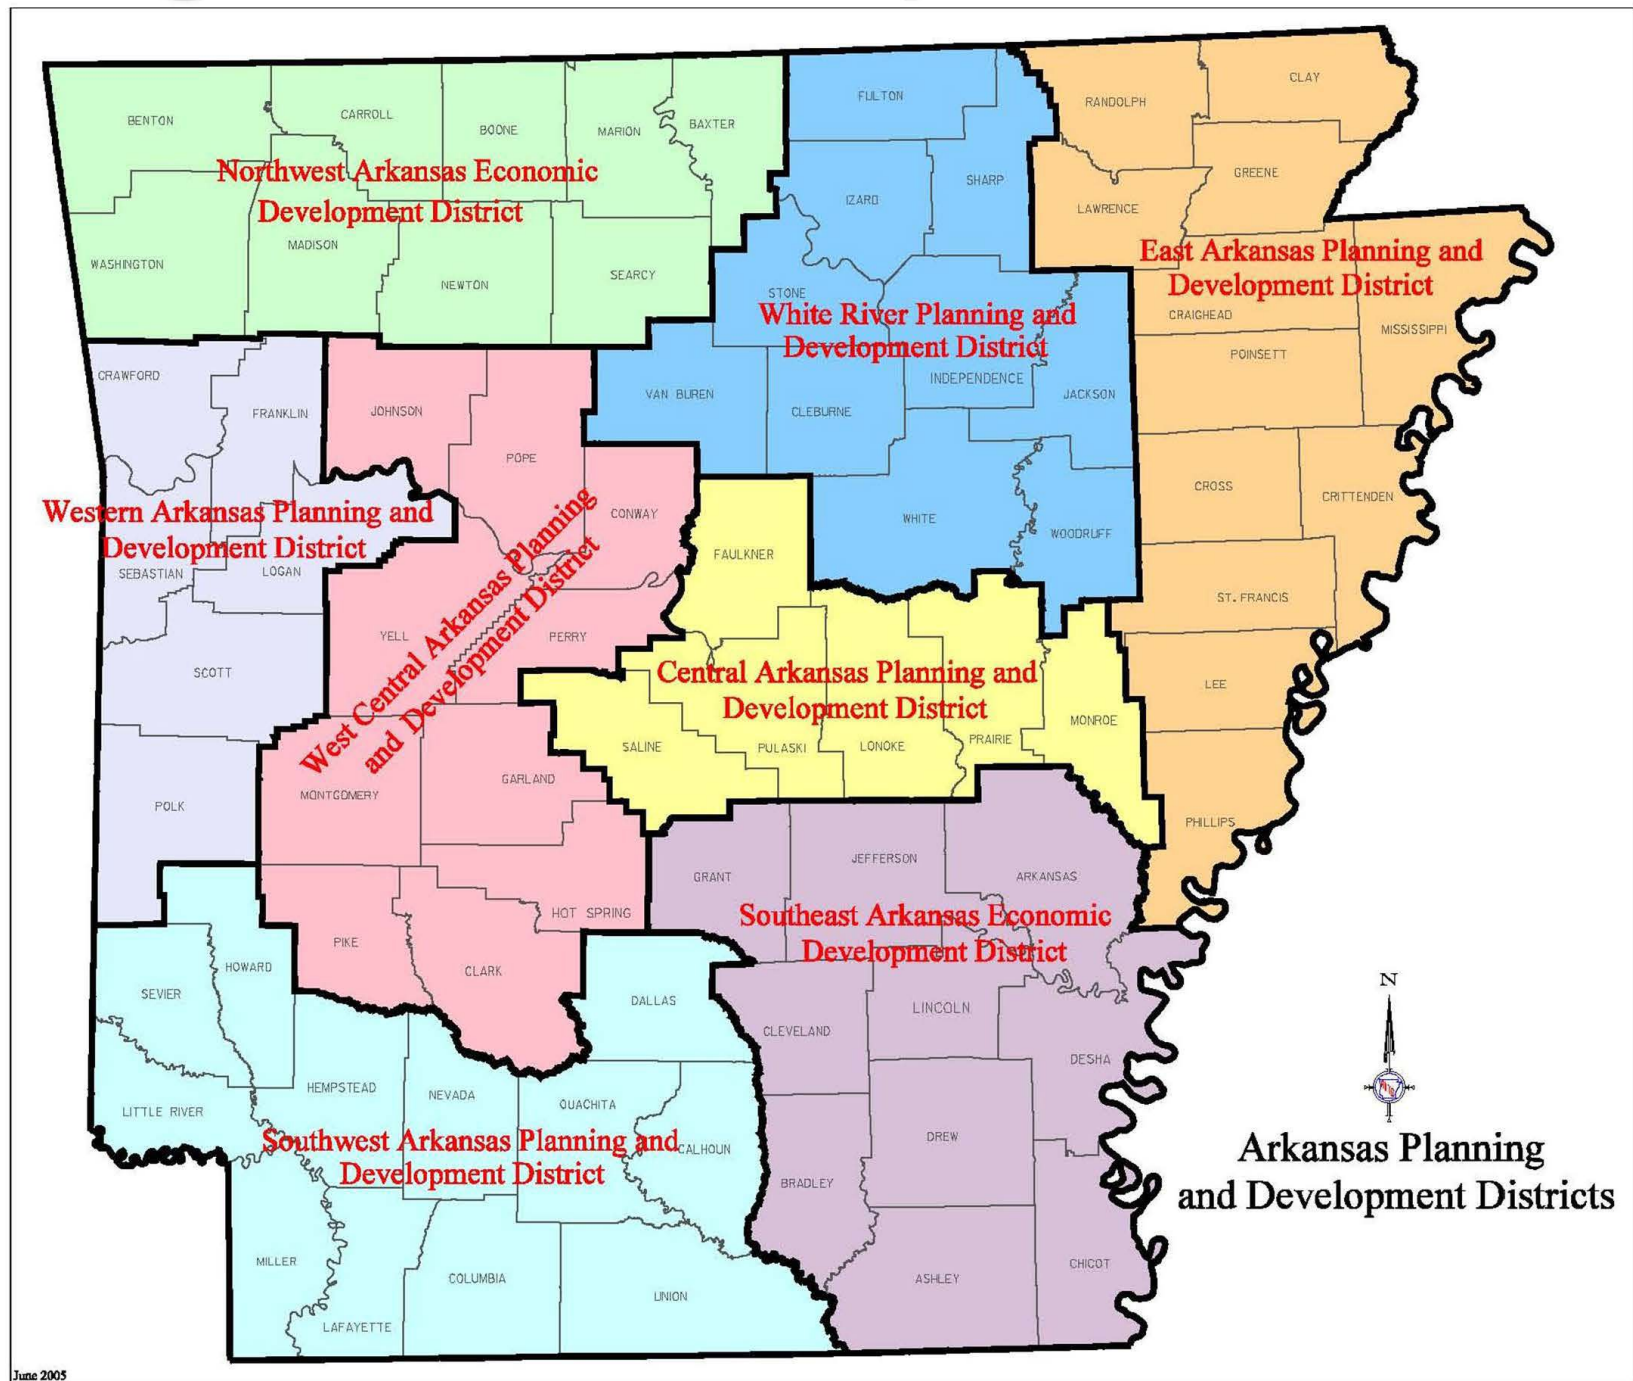 BENTON
CARROLL
BOONE
MARION
BAXTER
FULTON
RANDOLPH
CLAY
Northwest Arkansas Economic
Development District
IZARD
SHARP
LAWRENCE
GREENE
WASHINGTON
MADISON
NEWTON
SEARCY
STONE
East Arkansas Planning and
Development District
CRAIGHEAD
MISSISSIPPI
White River Planning and
Development District
POINSETT
CRAWFORD
FRANKLIN
JOHNSON
POPE
VAN BUREN
CLEBURNE
INDEPENDENCE
JACKSON
CROSS
CRITTENDEN
Western Arkansas Planning and
Development District
CONWAY
WHITE
WOODRUFF
FAULKNER
SEBASTIAN
LOGAN
West Central Arkansas Planning
and Development District
YELL
PERRY
ST. FRANCIS
SCOTT
Central Arkansas Planning and
Development District
LEE
SALINE
PULASKI
LONOKE
PRAIRIE
MONROE
POLK
MONTGOMERY
GARLAND
PHILLIPS
GRANT
JEFFERSON
ARKANSAS
HOT SPRING
Southeast Arkansas Economic
Development District
PIKE
CLARK
HOWARD
SEVIER
DALLAS
CLEVELAND
LINCOLN
DESHA
LITTLE RIVER
HEMPSTEAD
NEVADA
OUACHITA
CALHOUN
Southwest Arkansas Planning and
Development District
DREW
BRADLEY
MILLER
LAFAYETTE
COLUMBIA
UNION
ASHLEY
CHICOT
N
Arkansas Planning
and Development Districts
June 2005